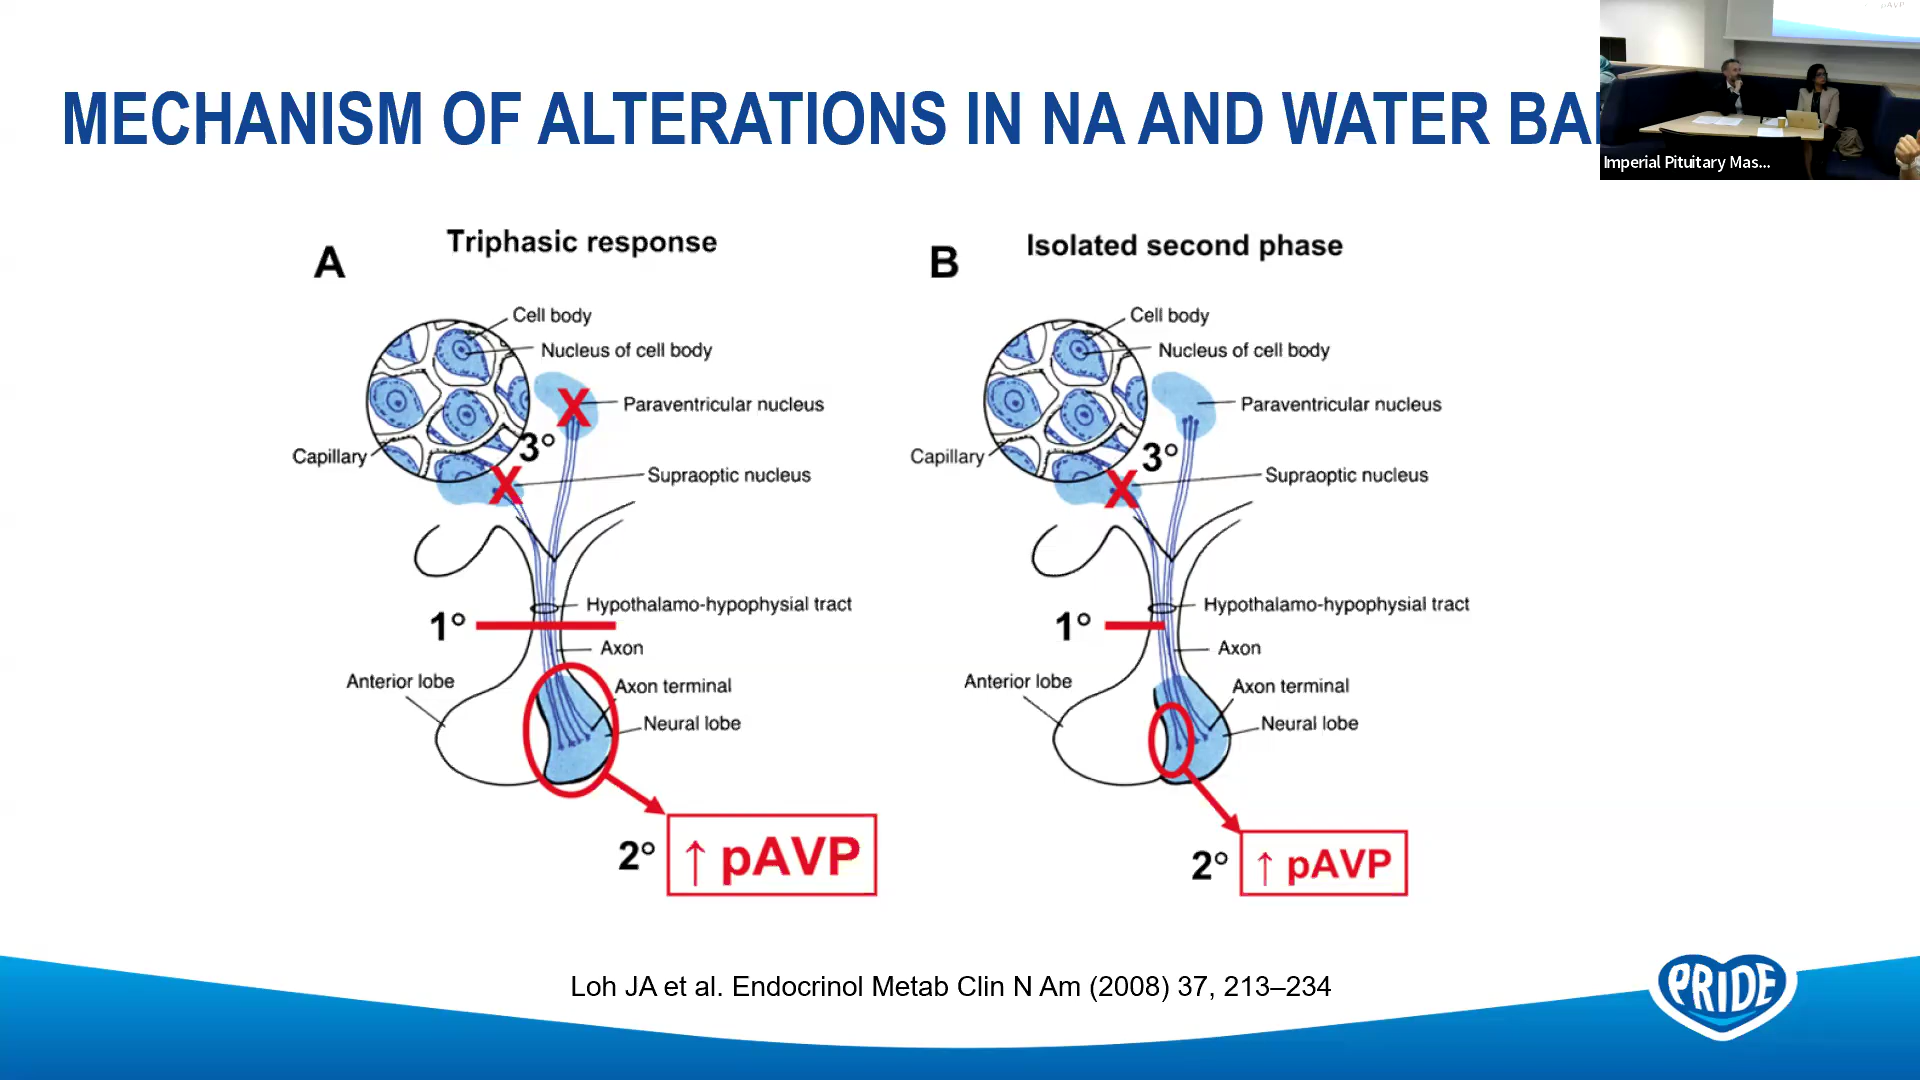 MECHANISM OF ALTERATIONS IN NA AND WATER
Imperial Pituitary Mas...
A
Triphasic response
Cell body
Nucleus of cell body
Paraventricular nucleus
3°
Capillary
Supraoptic nucleus
X
X
Hypothalamo-hypophysial tract
1°
Axon
Anterior lobe
Axon terminal
Neural lobe
2°
↑ pAVP
B
Isolated second phase
Cell body
Nucleus of cell body
Paraventricular nucleus
3°
Capillary
Supraoptic nucleus
X
Hypothalamo-hypophysial tract
1°
Axon
Anterior lobe
Axon terminal
Neural lobe
2°
↑ pAVP
Loh JA et al. Endocrinol Metab Clin N Am (2008) 37, 213–234
PRIDE